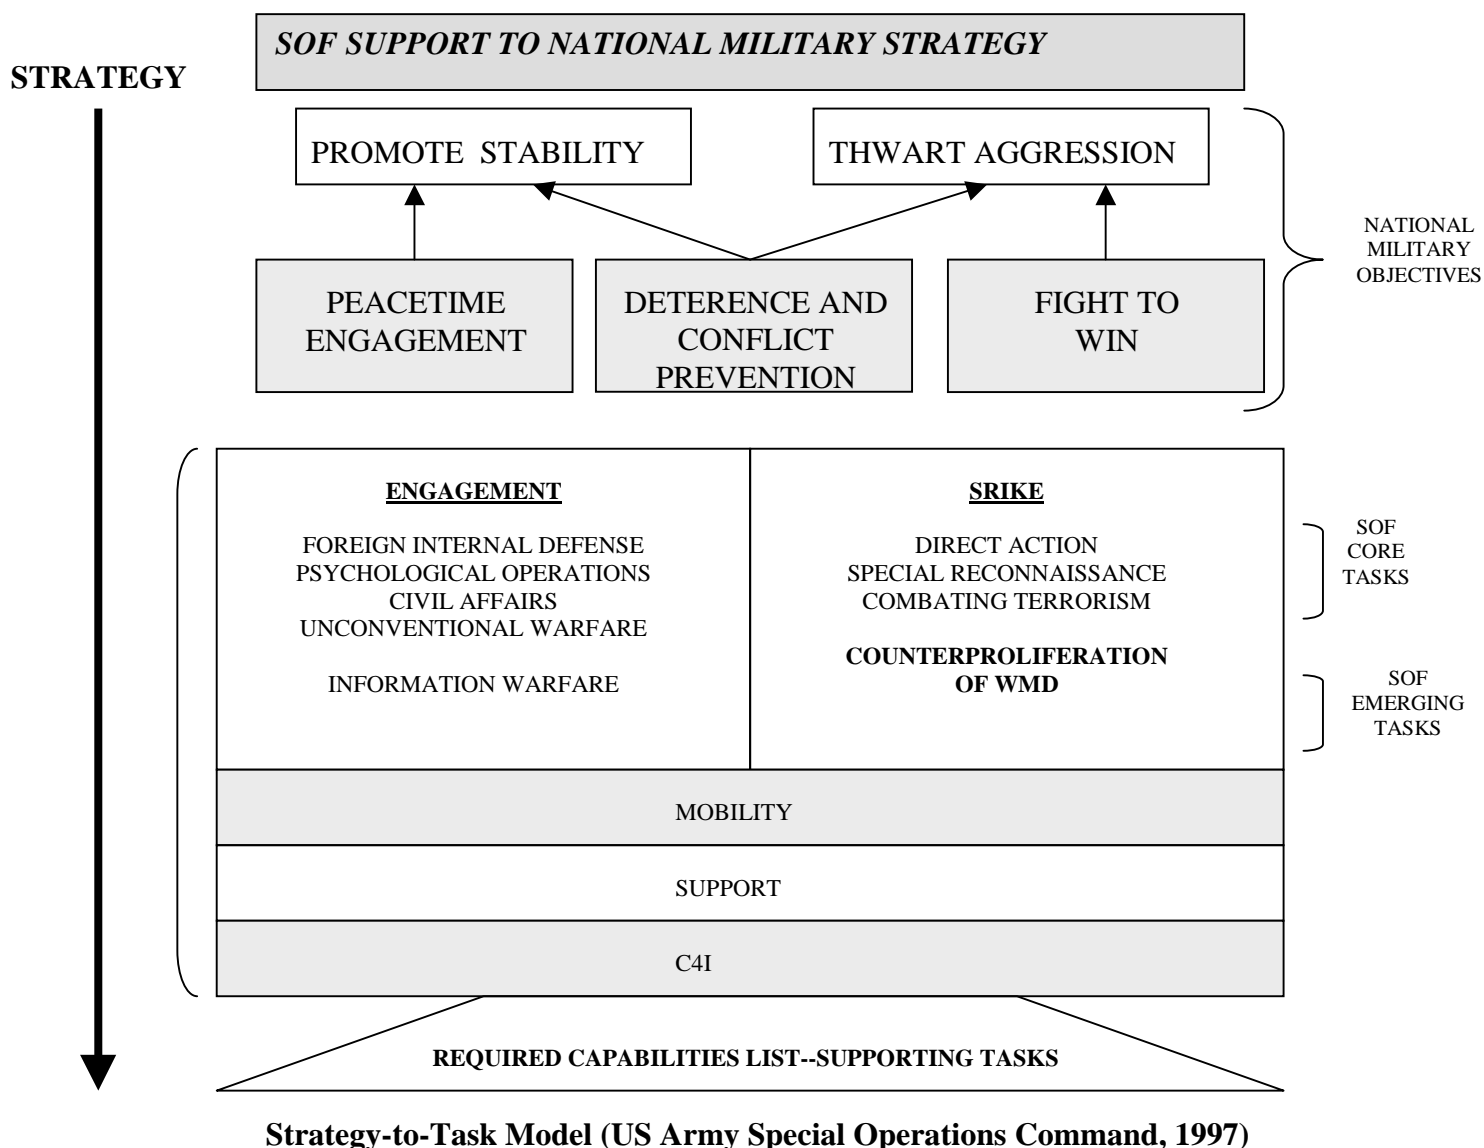 SOF SUPPORT TO NATIONAL MILITARY STRATEGY
STRATEGY
PROMOTE STABILITY
THWART AGGRESSION
NATIONAL
MILITARY
OBJECTIVES
PEACETIME
ENGAGEMENT
DETERENCE AND
CONFLICT
PREVENTION
FIGHT TO
WIN
ENGAGEMENT
FOREIGN INTERNAL DEFENSE
PSYCHOLOGICAL OPERATIONS
CIVIL AFFAIRS
UNCONVENTIONAL WARFARE
INFORMATION WARFARE
SRIKE
DIRECT ACTION
SPECIAL RECONNAISSANCE
COMBATING TERRORISM
COUNTERPROLIFERATION
OF WMD
SOF
CORE
TASKS
SOF
EMERGING
TASKS
MOBILITY
SUPPORT
C4I
REQUIRED CAPABILITIES LIST--SUPPORTING TASKS
Strategy-to-Task Model (US Army Special Operations Command, 1997)